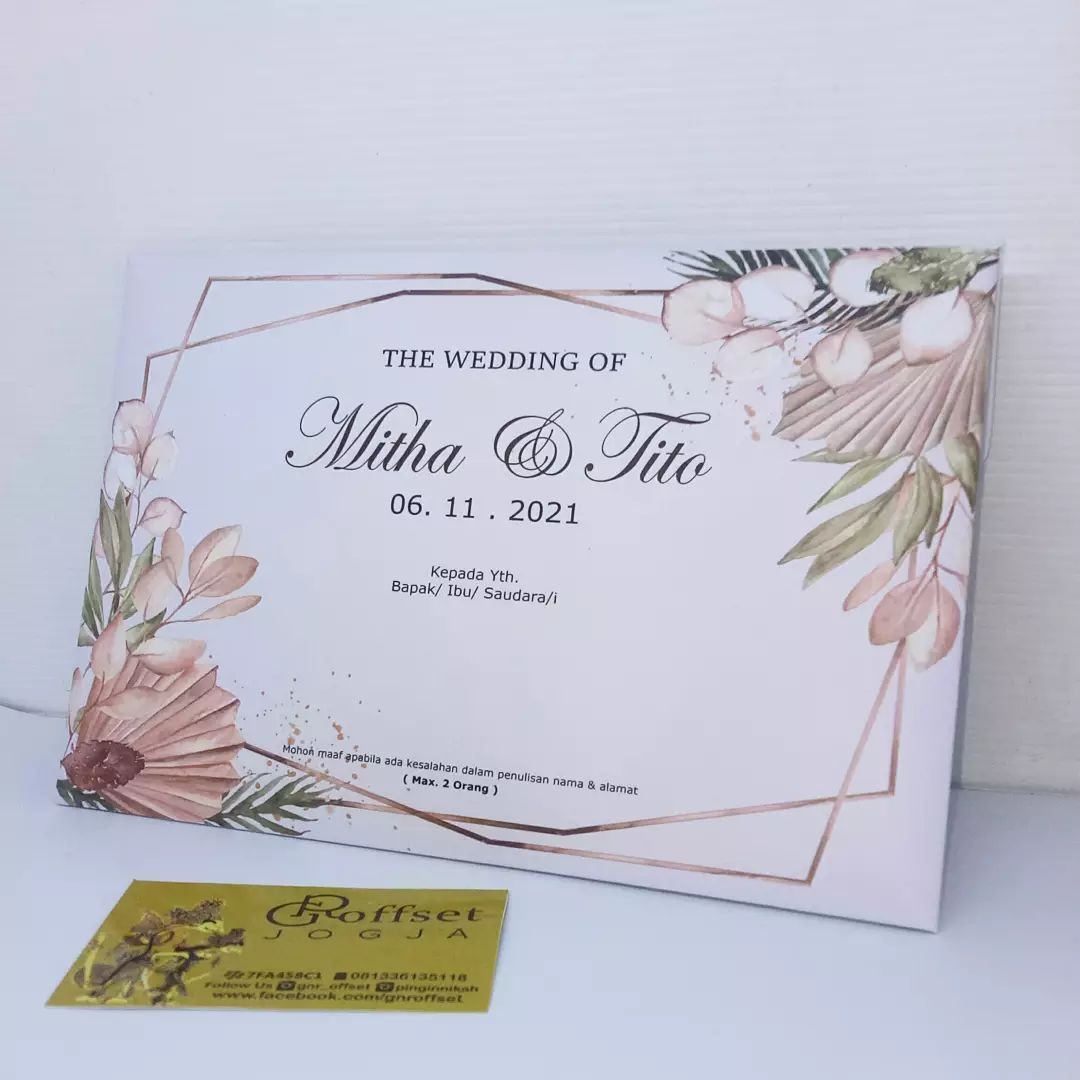 THE WEDDING OF
Mitha & Tito
06. 11 . 2021
Kepada Yth.
Bapak/ Ibu/ Saudara/i
Mohon maaf apabila ada kesalahan dalam penulisan nama & alamat
( Max. 2 Orang )
GNRoffset
JOGJA
7FA458C1 081336135118
Follow Us gnr_offset pinginnikah
www.facebook.com/gnroffset